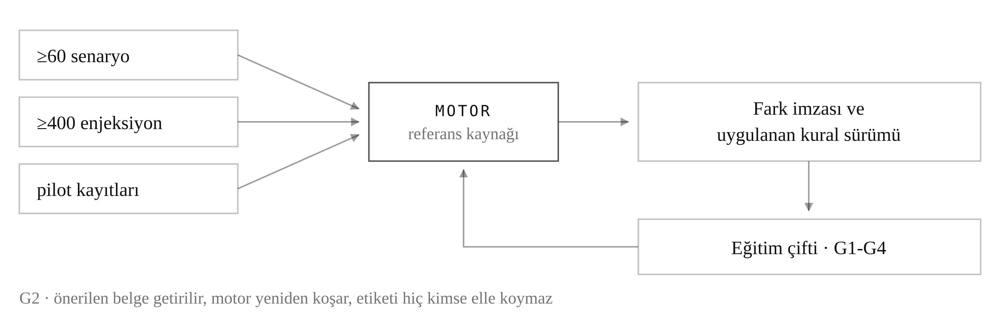 ≥60 senaryo
≥400 enjeksiyon
pilot kayıtları
MOTOR
referans kaynağı
Fark imzası ve
uygulanan kural sürümü
Eğitim çifti · G1-G4
G2 · önerilen belge getirilir, motor yeniden koşar, etiketi hiç kimse elle koymaz